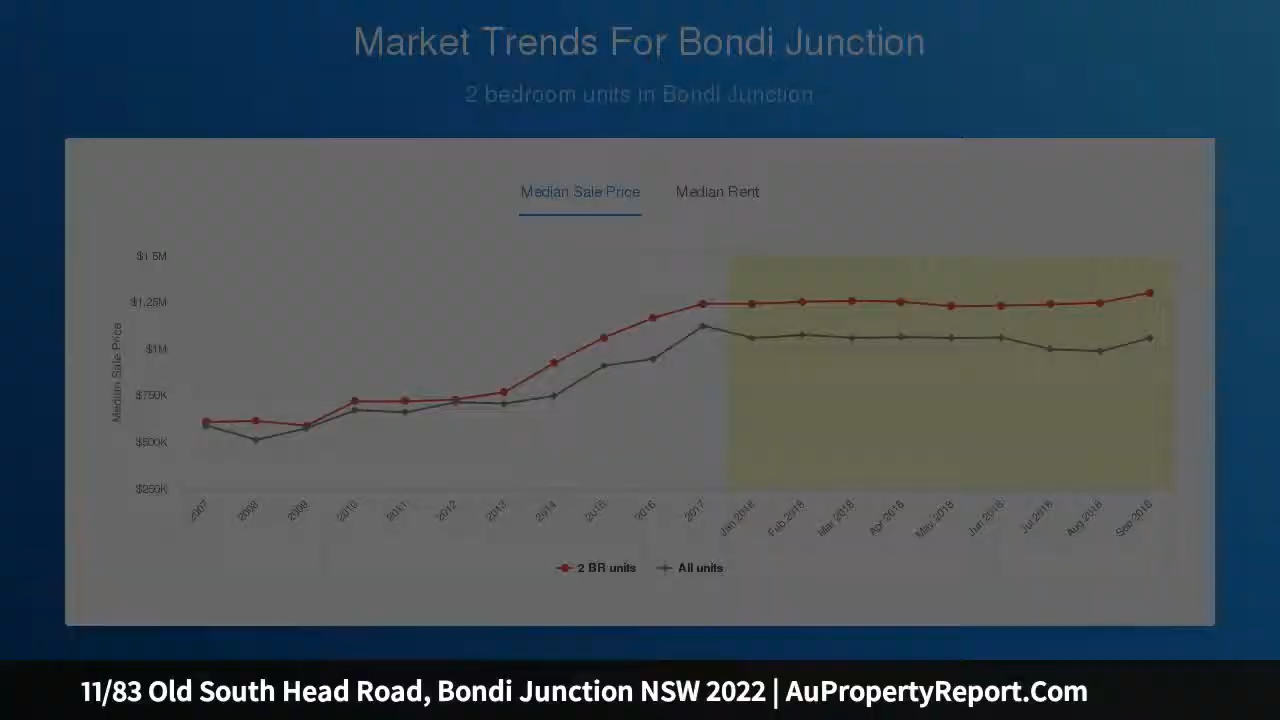 Market Trends For Bondi Junction
2 bedroom units in Bondi Junction
Median Sale Price Median Rent
$1.5M
$1.25M
$1M
$750K
$500K
$250K
Median Sale Price
2007 2008 2009 2010 2011 2012 2013 2014 2015 2016 2017 Jan 2018 Feb 2018 Mar 2018 Apr 2018 May 2018 Jun 2018 Jul 2018 Aug 2018 Sep 2018
2 BR units All units
11/83 Old South Head Road, Bondi Junction NSW 2022 | AuPropertyReport.Com